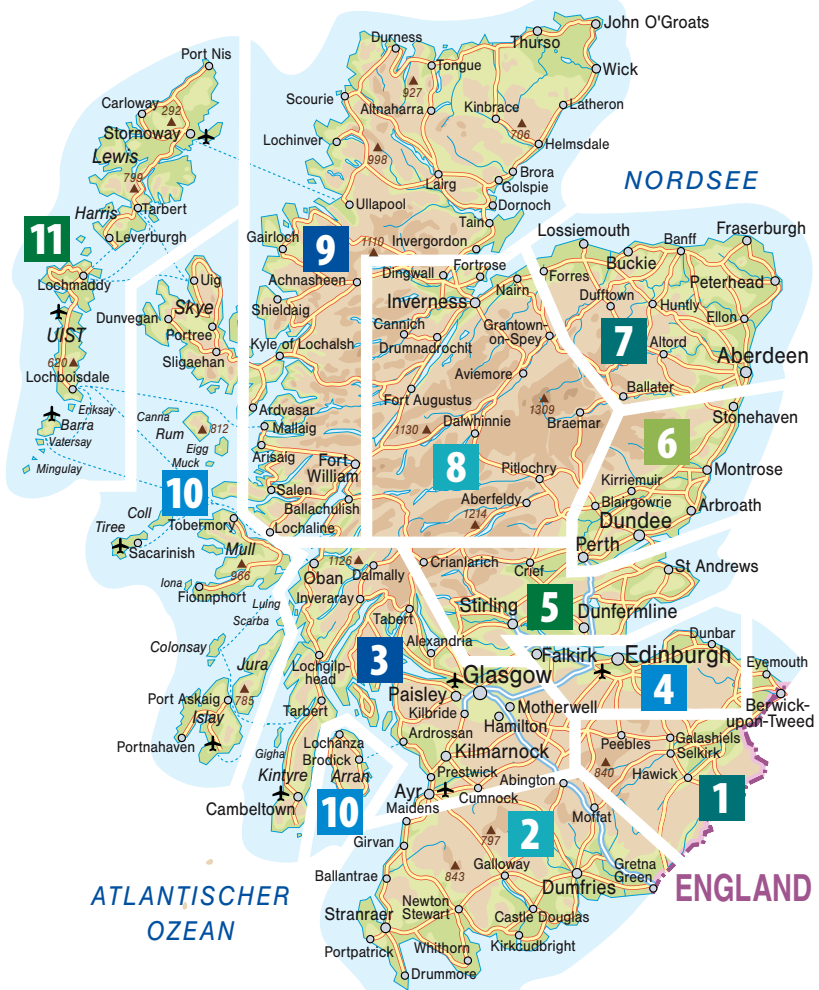 John O'Groats
Durness
Thurso
Port Nis
Tongue
Wick
Scourie
927
Carloway
292
Altnaharra
Kinbrace
Latheron
Stornoway
706
Lochinver
998
Helmsdale
Lewis
799
Lairg
Brora
Golspie
NORDSEE
Harris
Tarbert
Ullapool
Dornoch
Tain
11
Leverburgh
Gairloch
9
1110
Invergordon
Lossiemouth
Banff
Fraserburgh
Buckie
Lochmaddy
Uig
Achnasheen
Dingwall
Fortrose
Forres
Peterhead
Skye
Nairn
Dufftown
Huntly
Dunvegan
Shieldaig
Inverness
Ellon
UIST
Portree
Cannich
Grantown-
on-Spey
7
Altord
Sligaehan
Kyle of Lochalsh
Drumnadrochit
Aberdeen
620
Lochboisdale
Aviemore
Ballater
Fort Augustus
1309
Eriksay
Canna
Ardvasar
Stonehaven
Barra
Rum
812
Mallaig
1130
Dalwhinnie
Braemar
Vatersay
Eigg
Arisaig
6
Mingulay
Muck
Fort
William
8
Pitlochry
Montrose
10
Salen
Kirriemuir
Coll
Ballachulish
Aberfeldy
Blairgowrie
Arbroath
Tiree
Tobermory
Lochaline
1214
Dundee
Sacarinish
Mull
Perth
966
Oban
1126
Dalmally
Crianlarich
Crief
St Andrews
Iona
Fionnphort
Inveraray
Luing
Tabert
Stirling
5
Dunfermline
Scarba
Colonsay
Alexandria
Dunbar
Jura
Lochgilp-
head
3
Falkirk
Edinburgh
Eyemouth
Glasgow
Port Askaig
785
Paisley
4
Islay
Tarbert
Kilbride
Motherwell
Berwick-
upon-Tweed
Hamilton
Portnahaven
Ardrossan
Lochanza
Peebles
Galashiels
Gigha
Brodick
Kilmarnock
Selkirk
Kintyre
Arran
Prestwick
840
Hawick
Abington
Cambeltown
10
Ayr
Cumnock
1
Maidens
Moffat
2
Girvan
797
Gretna
Green
Ballantrae
843
Galloway
ENGLAND
ATLANTISCHER
OZEAN
Dumfries
Newton
Stewart
Stranraer
Castle Douglas
Portpatrick
Whithorn
Kirkcudbright
Drummore